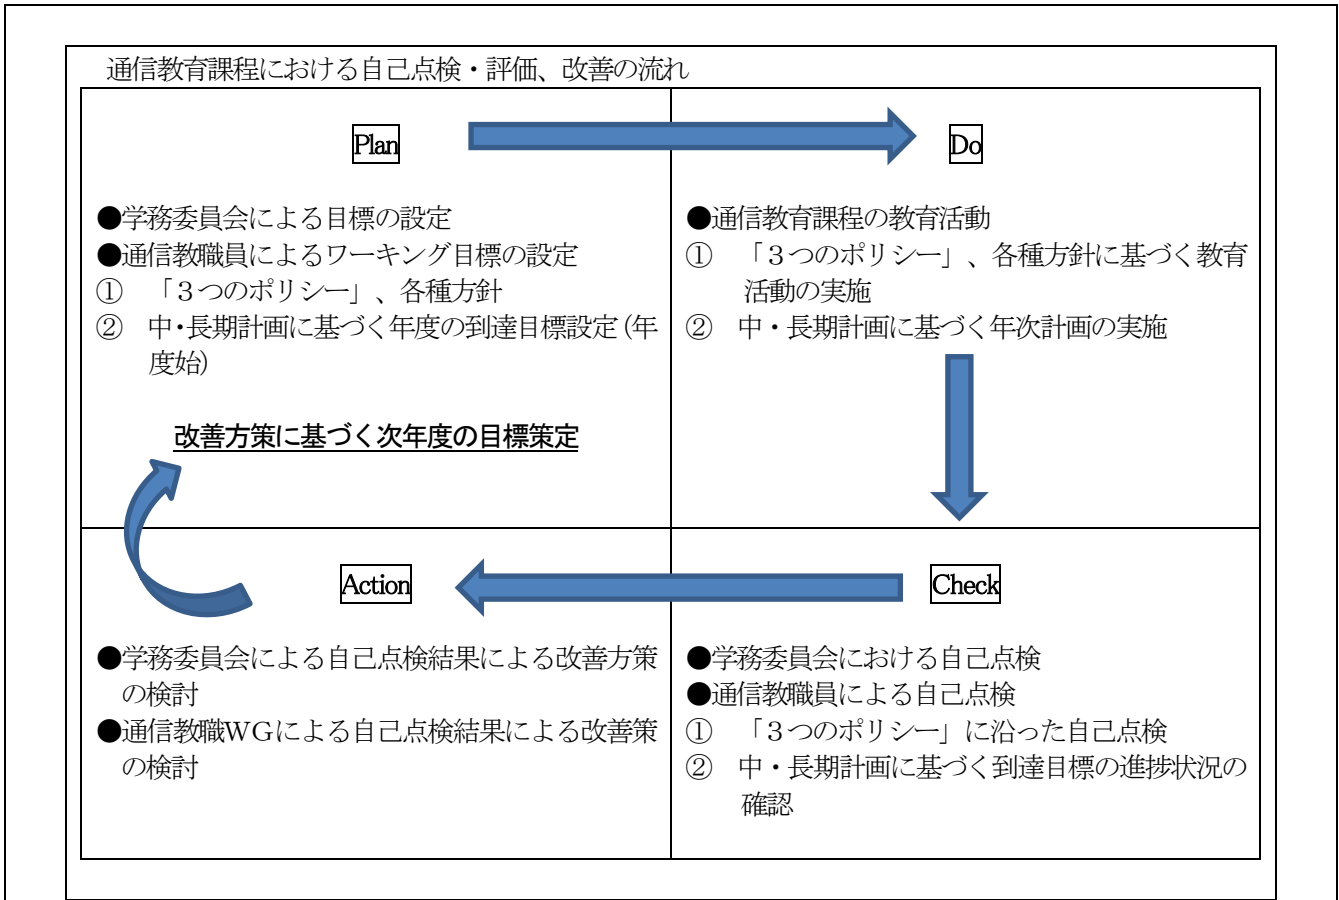 通信教育課程における自己点検・評価、改善の流れ
Plan
●学務委員会による目標の設定
●通信教職員によるワーキング目標の設定
① 「３つのポリシー」、各種方針
② 中・長期計画に基づく年度の到達目標設定(年
度始)
改善方策に基づく次年度の目標策定
Do
●通信教育課程の教育活動
① 「３つのポリシー」、各種方針に基づく教育
活動の実施
② 中・長期計画に基づく年次計画の実施
Action
●学務委員会による自己点検結果による改善方策
の検討
●通信教職WGによる自己点検結果による改善策
の検討
Check
●学務委員会における自己点検
●通信教職員による自己点検
① 「３つのポリシー」に沿った自己点検
② 中・長期計画に基づく到達目標の進捗状況の
確認